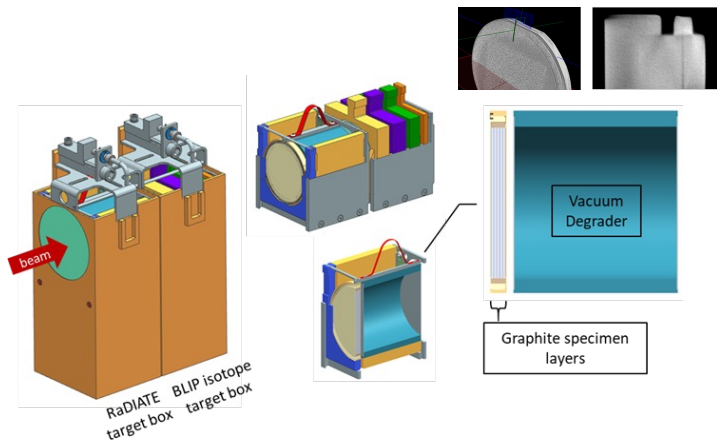 beam
RaDIATE
target box
BLIP isotope
target box
Vacuum
Degrader
Graphite specimen
layers